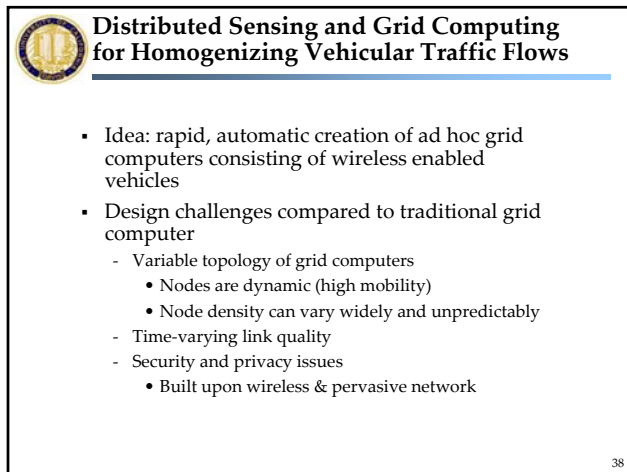 Distributed Sensing and Grid Computing
for Homogenizing Vehicular Traffic Flows
▪ Idea: rapid, automatic creation of ad hoc grid
computers consisting of wireless enabled
vehicles
▪ Design challenges compared to traditional grid
computer
- Variable topology of grid computers
• Nodes are dynamic (high mobility)
• Node density can vary widely and unpredictably
- Time-varying link quality
- Security and privacy issues
• Built upon wireless & pervasive network
38